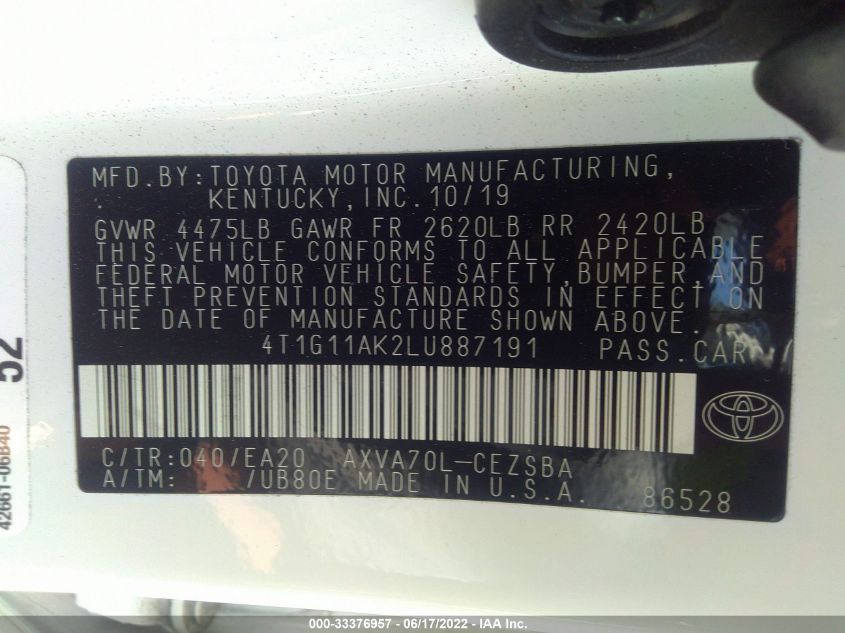 MFD.BY:TOYOTA MOTOR MANUFACTURING,
. KENTUCKY,INC.10/19
GVWR 4475LB GAWR FR 2620LB RR 2420LB
THIS VEHICLE CONFORMS TO ALL APPLICABLE
FEDERAL MOTOR VEHICLE SAFETY,BUMPER,AND
THEFT PREVENTION STANDARDS IN EFFECT ON
THE DATE OF MANUFACTURE SHOWN ABOVE.
4T1G11AK2LU887191 PASS.CAR
C/TR:040/EA20 AXVA70L-CEZSBA
A/TM: /UB80E MADE IN U.S.A.
86528
52
42661-06B40
000-33376957 - 06/17/2022 - IAA Inc.